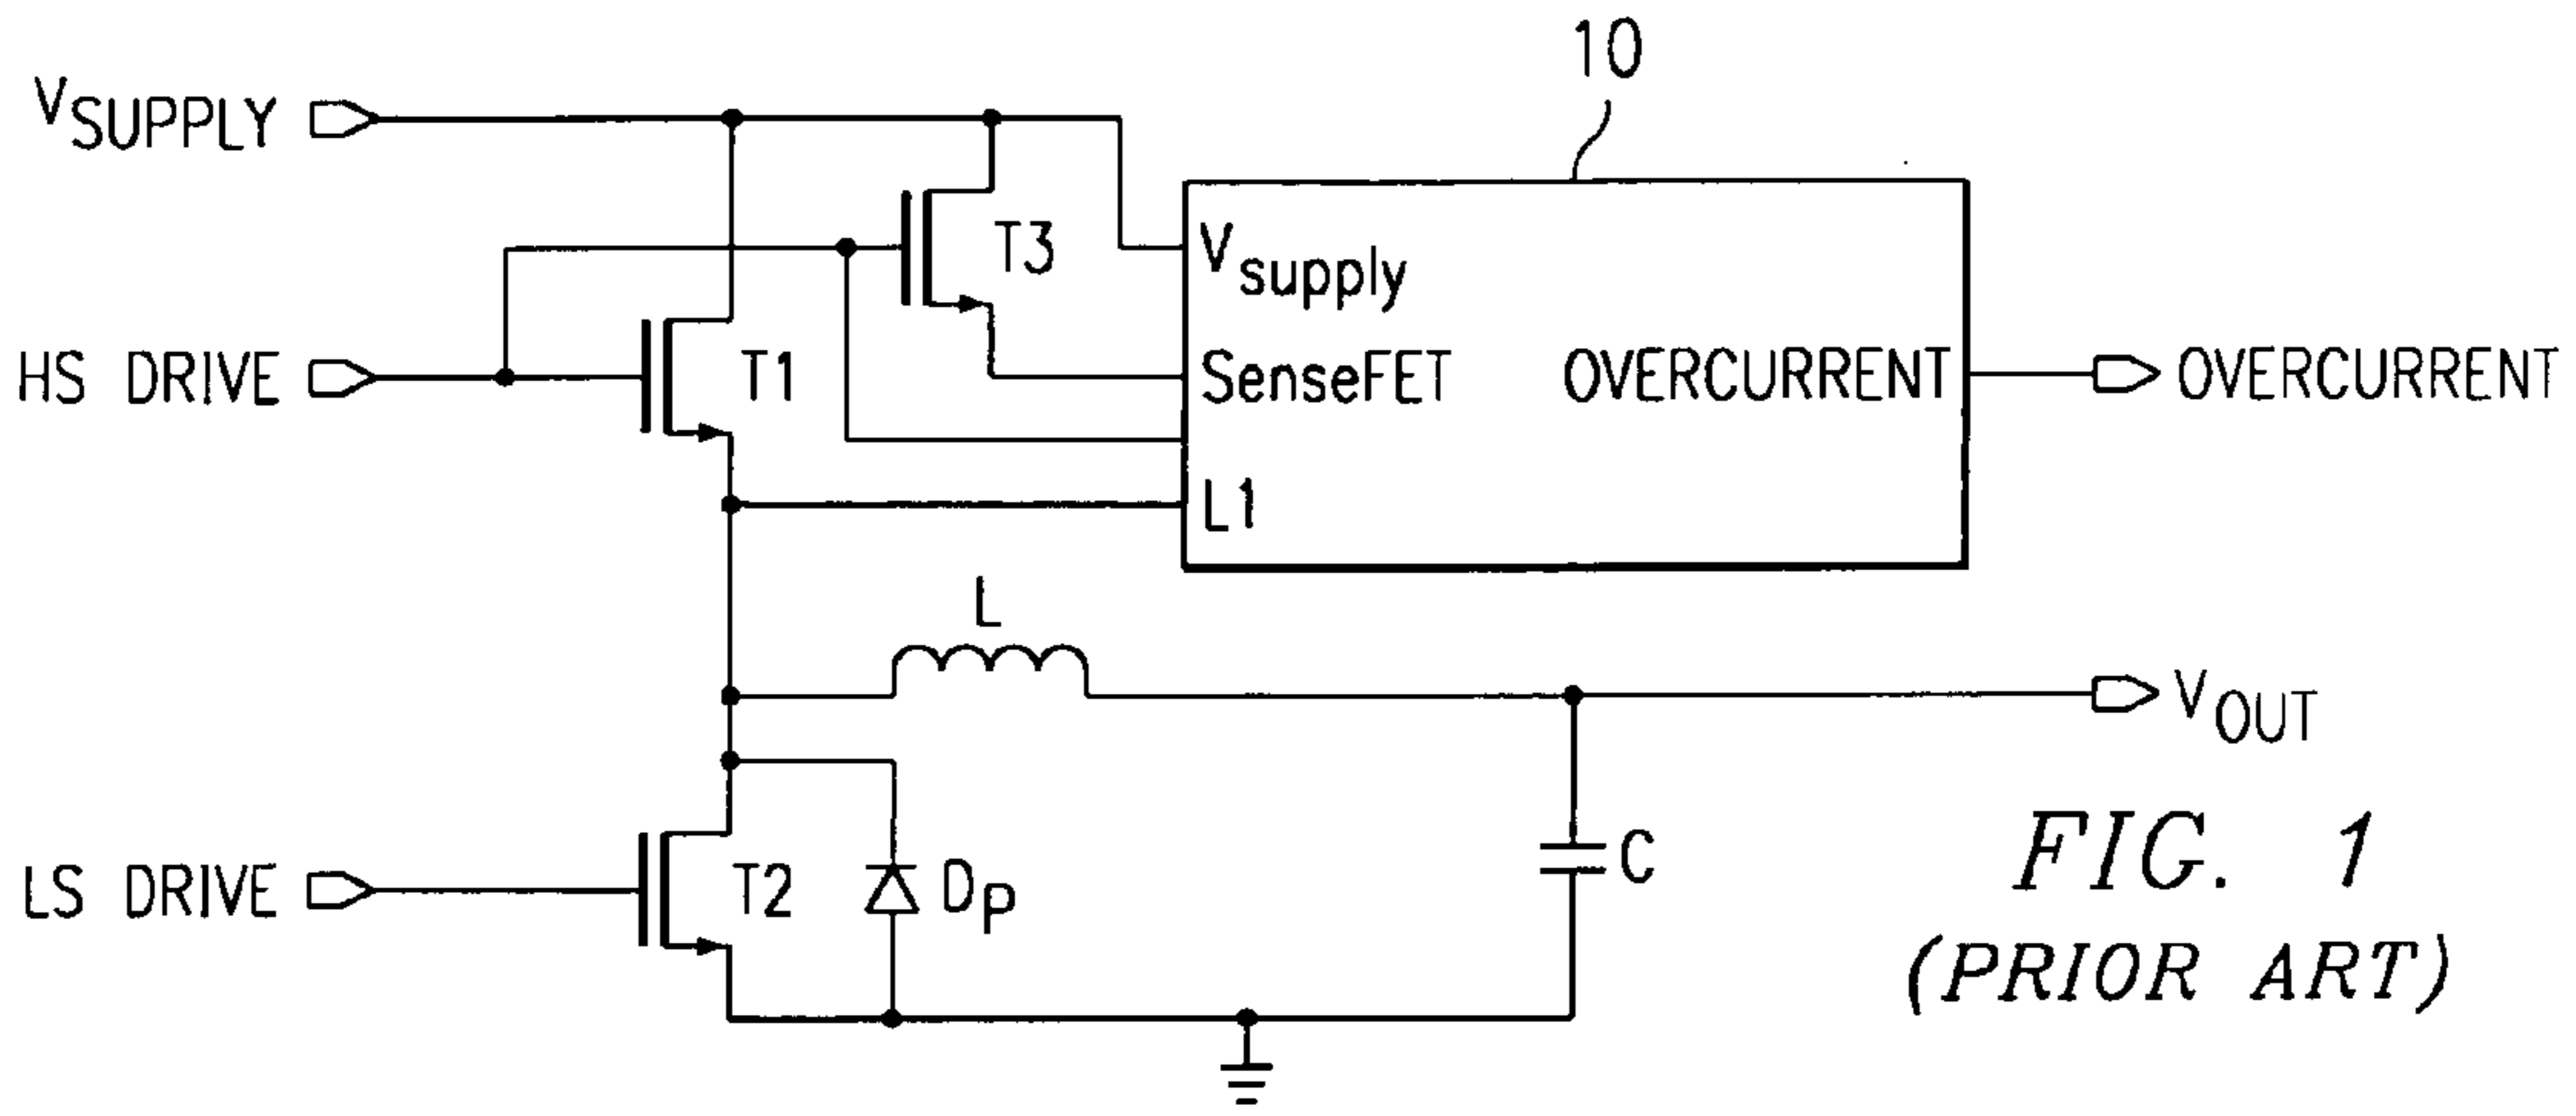 10
VSUPPLY
T3
Vsupply
HS DRIVE
T1
SenseFET
OVERCURRENT
OVERCURRENT
L1
L
VOUT
LS DRIVE
T2
DP
C
FIG. 1
(PRIOR ART)